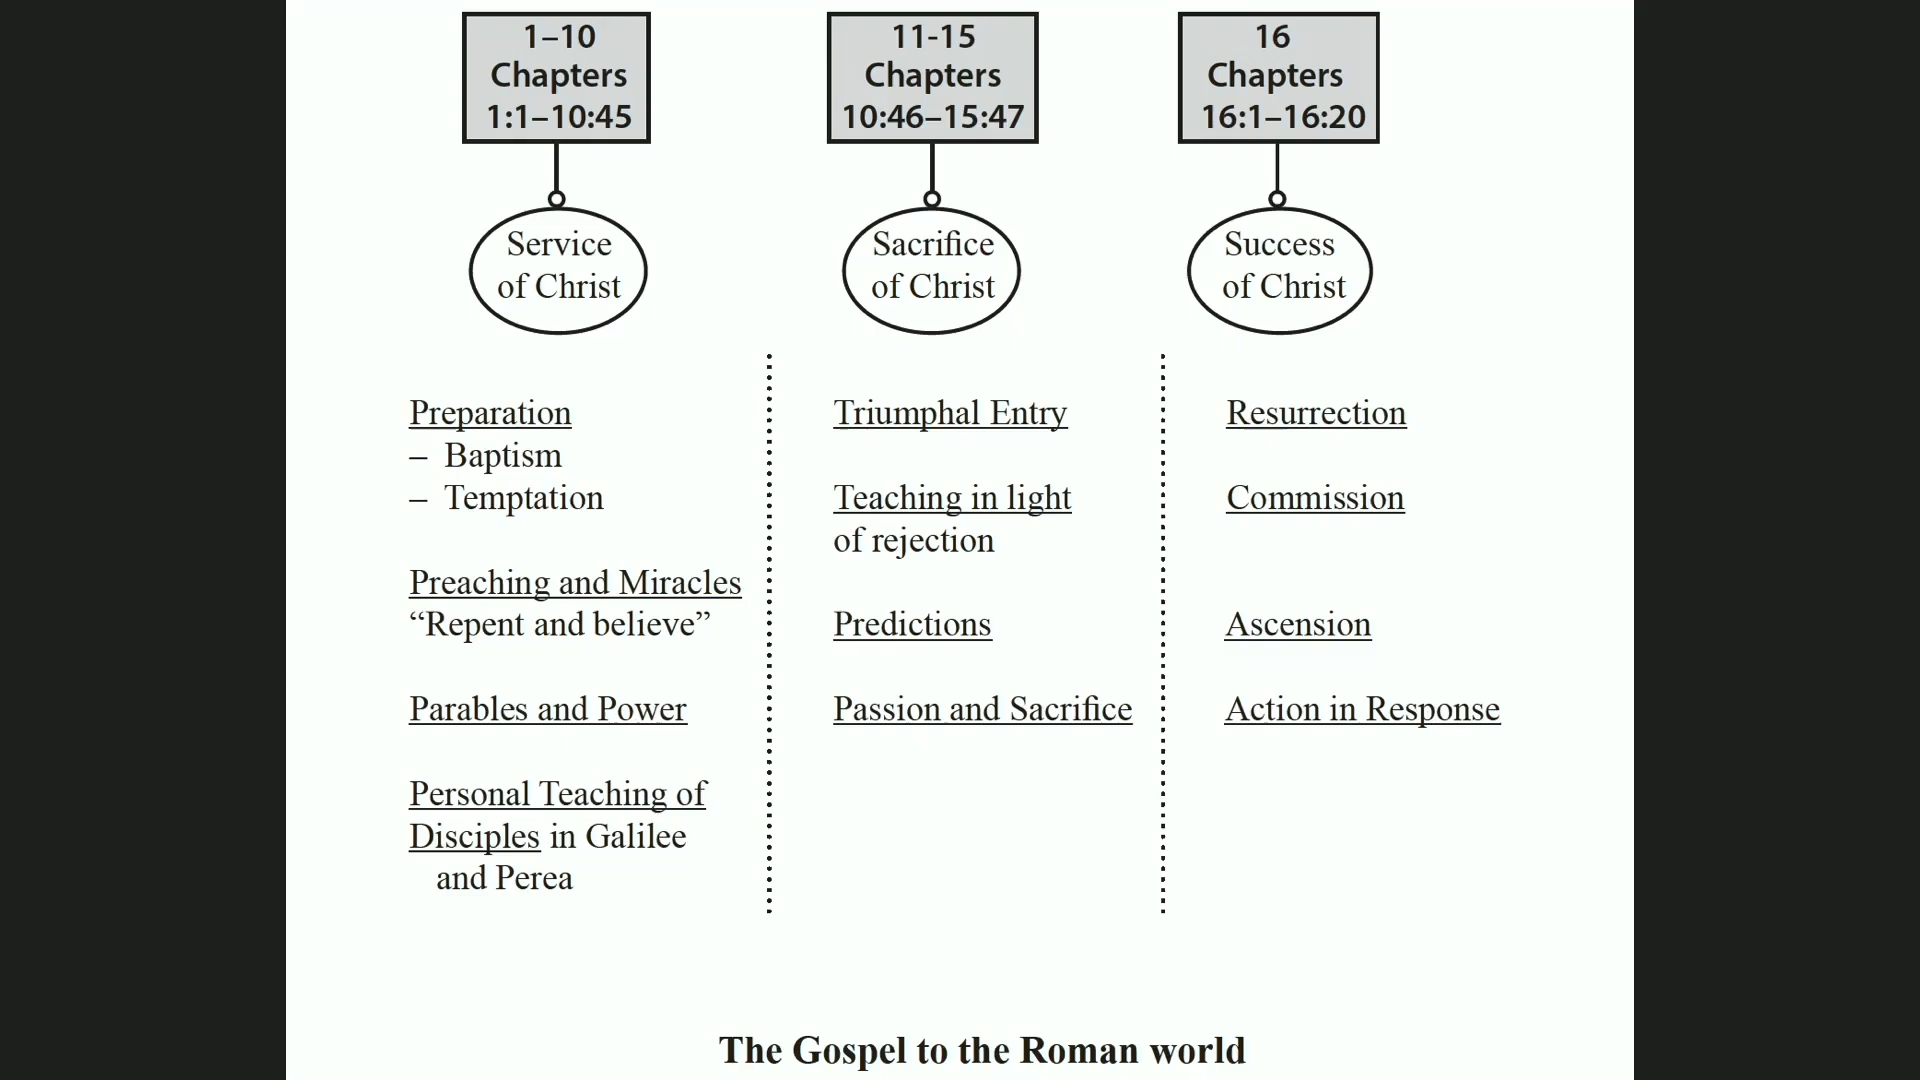 1–10
Chapters
1:1–10:45
11-15
Chapters
10:46–15:47
16
Chapters
16:1–16:20
Service
of Christ
Sacrifice
of Christ
Success
of Christ
Preparation
– Baptism
– Temptation
Preaching and Miracles
“Repent and believe”
Parables and Power
Personal Teaching of
Disciples in Galilee
and Perea
Triumphal Entry
Teaching in light
of rejection
Predictions
Passion and Sacrifice
Resurrection
Commission
Ascension
Action in Response
The Gospel to the Roman world